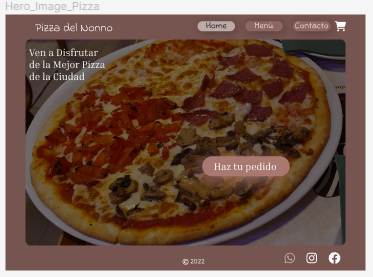 Hero_Image_Pizza
Pizza del Nonno
Home
Menú
Contacto
Ven a Disfrutar
de la Mejor Pizza
de la Ciudad
Haz tu pedido
© 2022